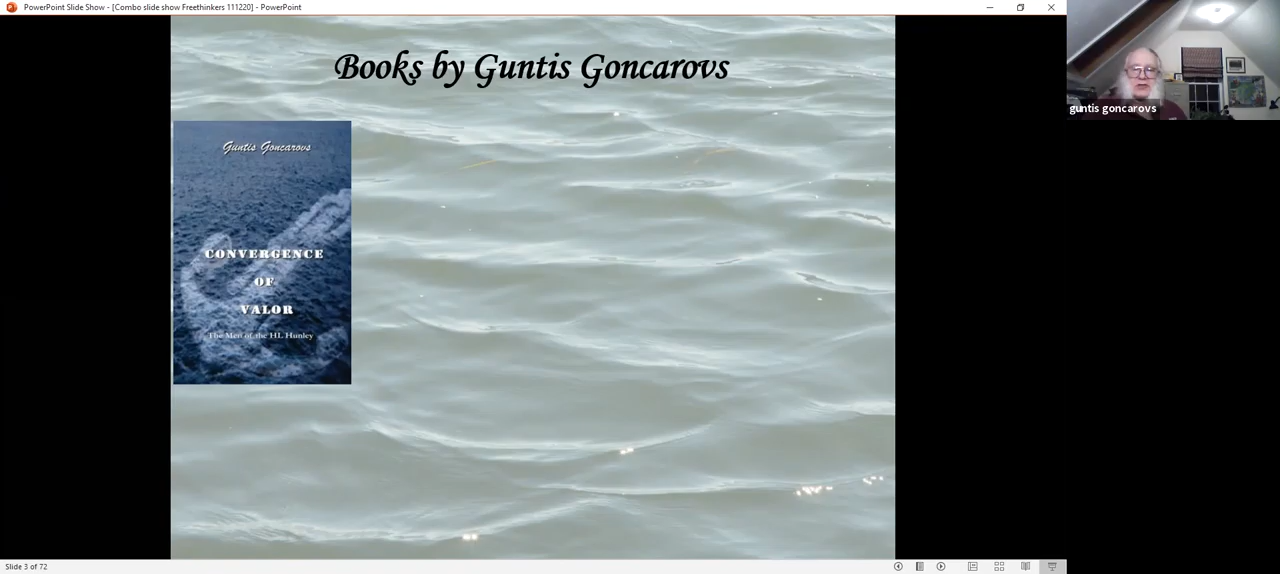 PowerPoint Slide Show - [Combo slide show Freethinkers 111220] - PowerPoint
Books by Guntis Goncarovs
Guntis Goncarovs
CONVERGENCE
OF
VALOR
The Men of the HL Hunley
guntis goncarovs
Slide 3 of 72